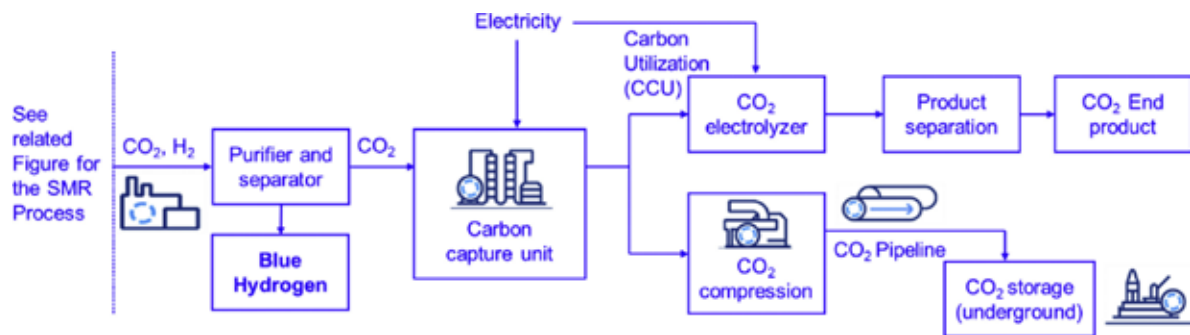 Electricity
Carbon
Utilization
(CCU)
See
related
Figure for
the SMR
Process
CO₂, H₂
Purifier and
separator
CO₂
Blue
Hydrogen
Carbon
capture unit
CO₂
electrolyzer
Product
separation
CO₂ End
product
CO₂
compression
CO₂ Pipeline
CO₂ storage
(underground)